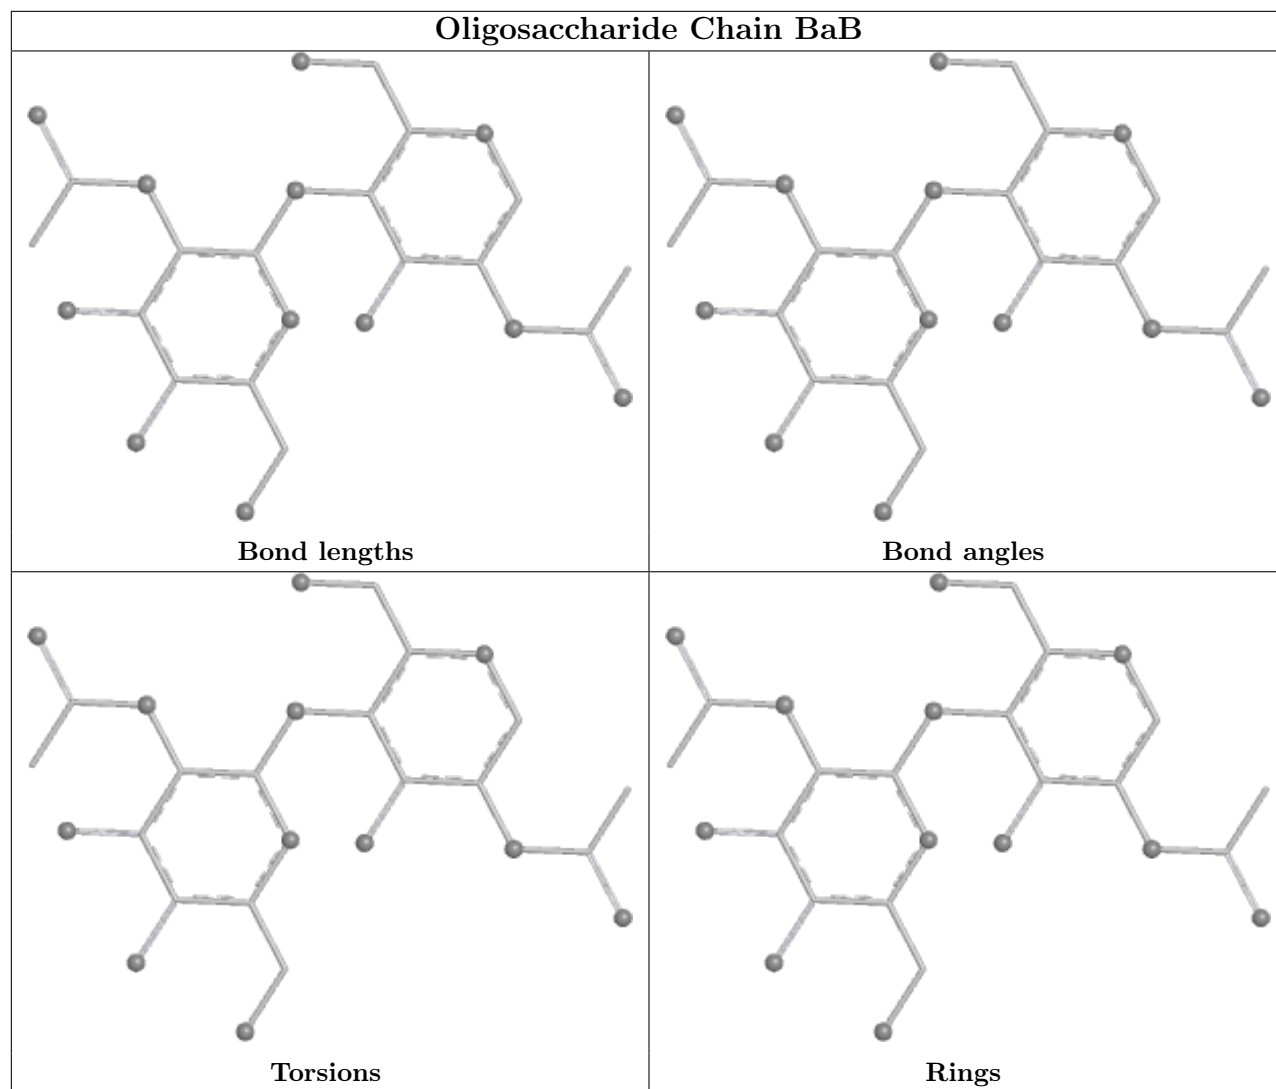 Oligosaccharide Chain BaB
Bond lengths
Bond angles
Torsions
Rings